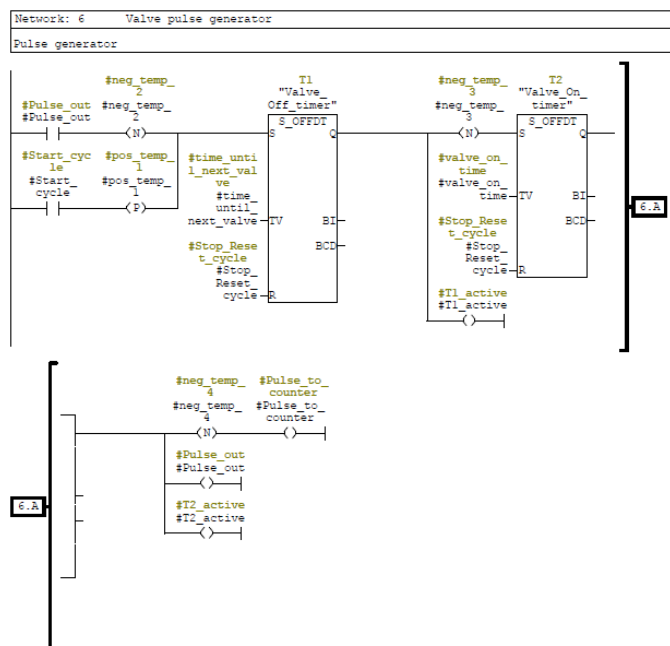 Network: 6 Valve pulse generator
Pulse generator
#neg_temp_
2
#neg_temp_
2
(N)
#Pulse_out
#Pulse_out
#Start_cyc
le
#Start_
cycle
#pos_temp_
1
#pos_temp_
1
(P)
T1
"Valve_
Off_timer"
S_OFFDT
S Q
#time_unti
l_next_val
ve
#time_
until_
next_valve
TV BI
#Stop_Rese
t_cycle
#Stop_
Reset_
cycle
BCD
R
#neg_temp_
3
#neg_temp_
3
(N)
T2
"Valve_On_
timer"
S_OFFDT
S Q
#valve_on_
time
#valve_on_
time
TV BI
#Stop_Rese
t_cycle
#Stop_
Reset_
cycle
BCD
R
#T1_active
#T1_active
( )
6.A
6.A
#neg_temp_
4
#neg_temp_
4
(N)
#Pulse_to_
counter
#Pulse_to_
counter
( )
#Pulse_out
#Pulse_out
( )
#T2_active
#T2_active
( )